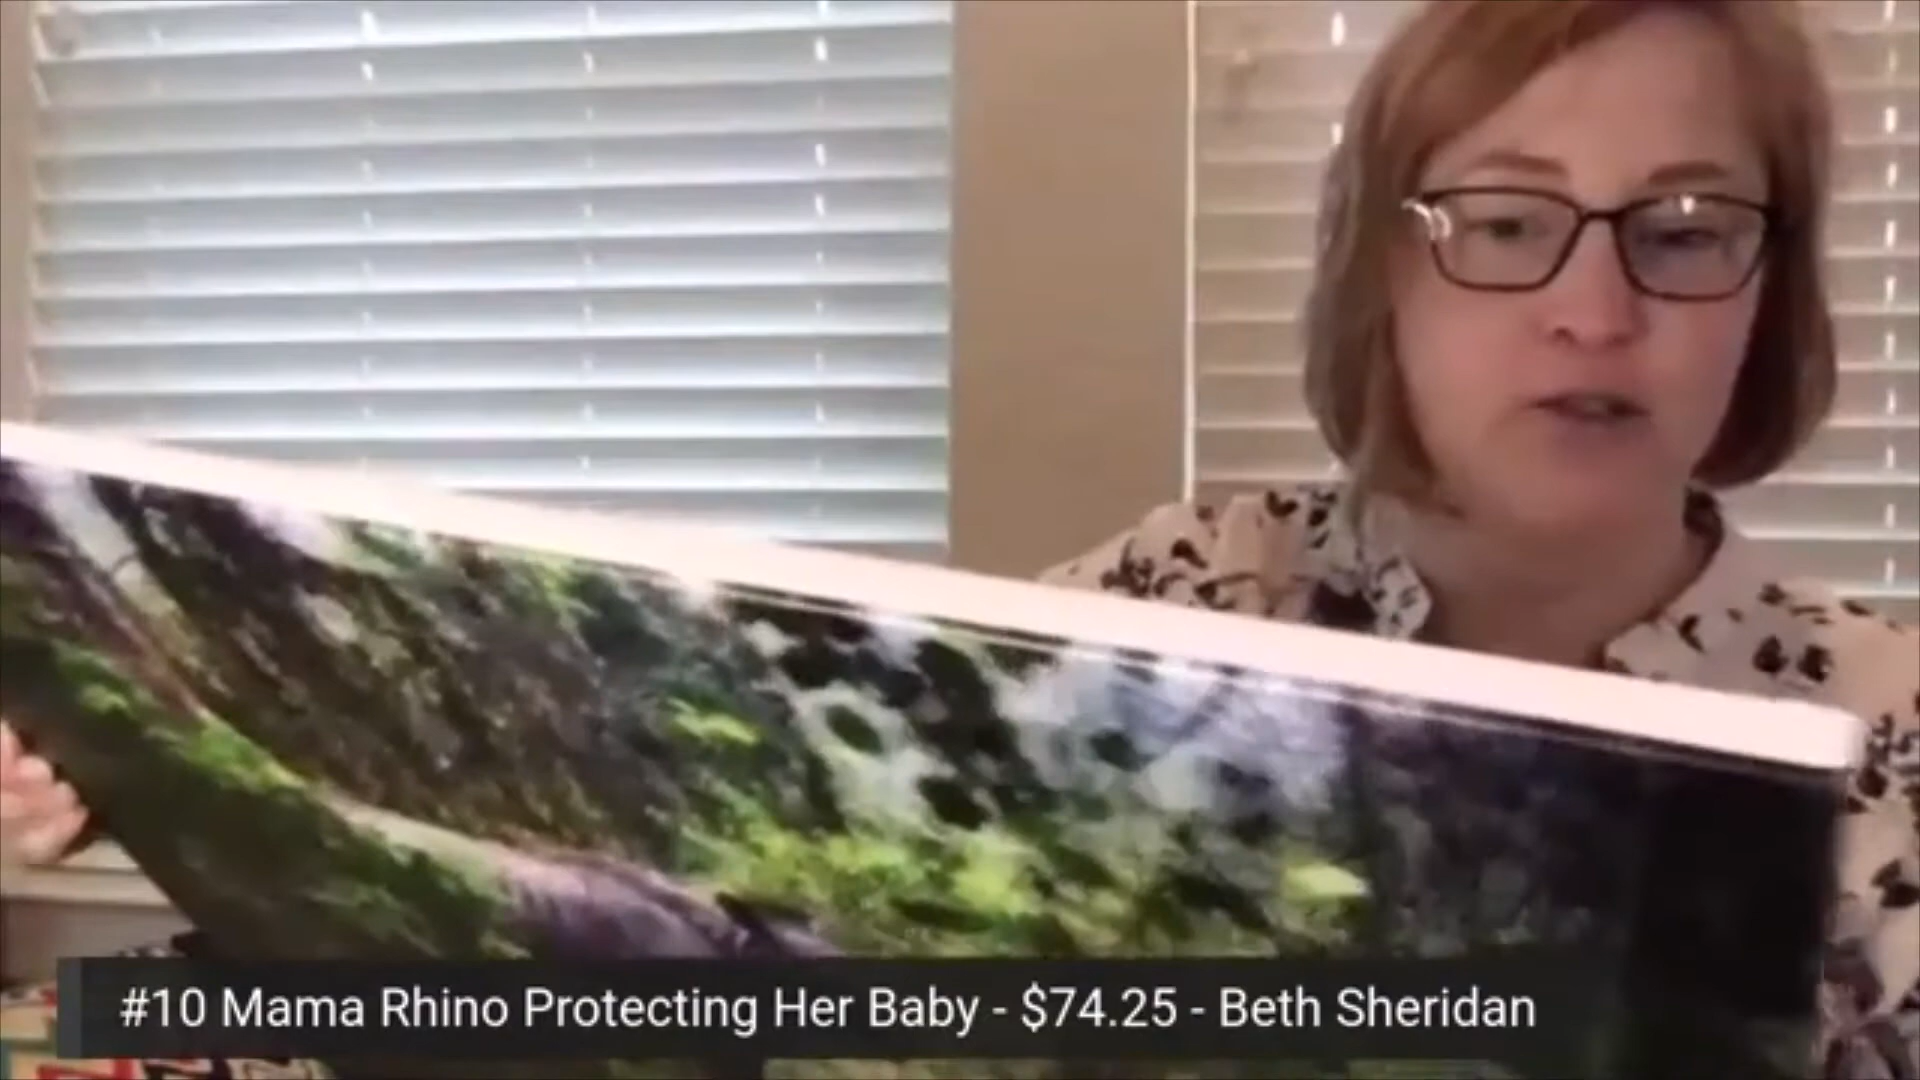 #10 Mama Rhino Protecting Her Baby - $74.25 - Beth Sheridan